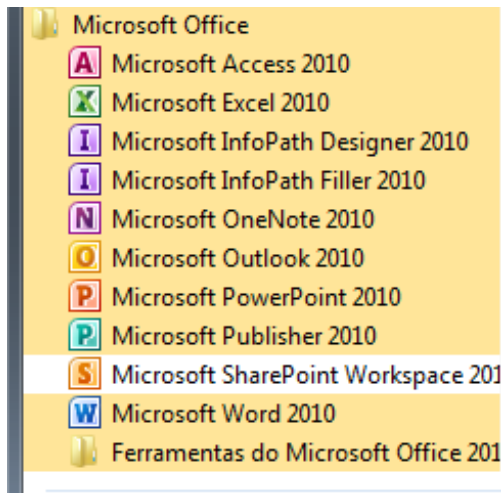 Microsoft Office
A Microsoft Access 2010
X Microsoft Excel 2010
I Microsoft InfoPath Designer 2010
I Microsoft InfoPath Filler 2010
N Microsoft OneNote 2010
O Microsoft Outlook 2010
P Microsoft PowerPoint 2010
P Microsoft Publisher 2010
S Microsoft SharePoint Workspace 201
W Microsoft Word 2010
Ferramentas do Microsoft Office 201